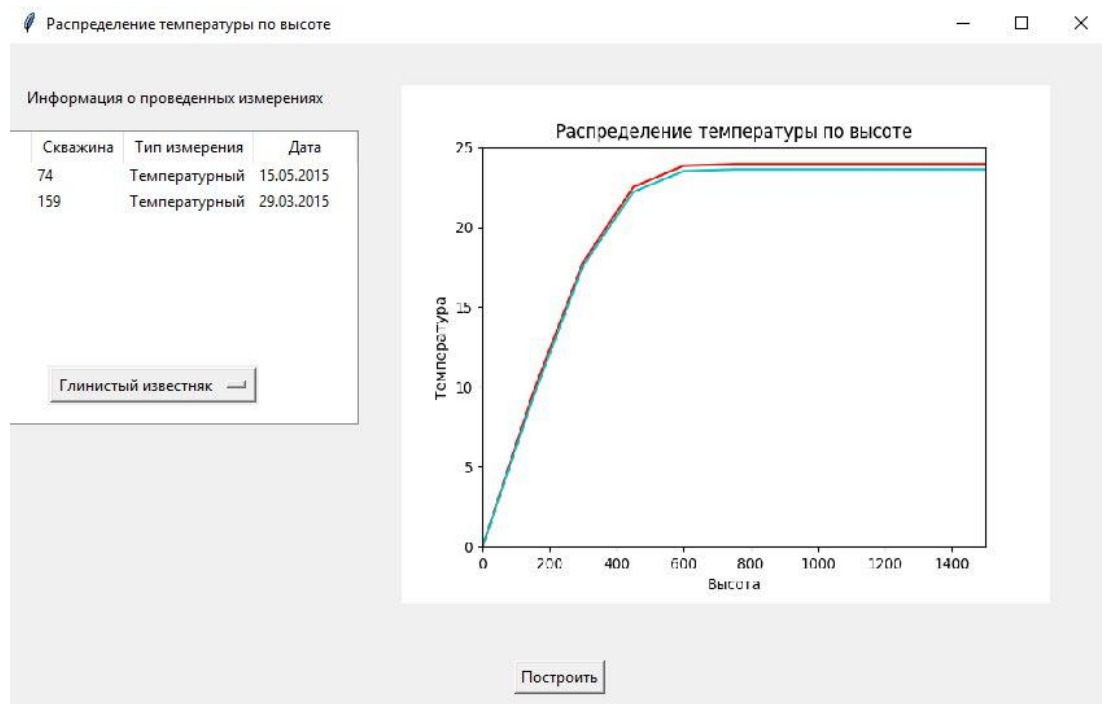 Распределение температуры по высоте
Информация о проведенных измерениях
Скважина Тип измерения Дата
74 Температурный 15.05.2015
159 Температурный 29.03.2015
Глинистый известняк
Распределение температуры по высоте
25
20
15
10
5
0
Температура
0 200 400 600 800 1000 1200 1400
Высота
Построить